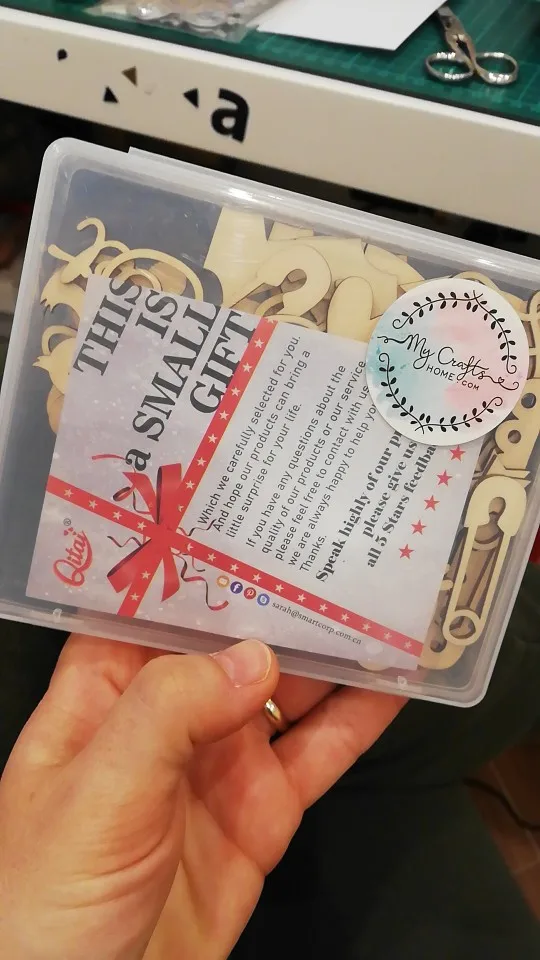 a
THIS
IS
a SMALL
GIFT
Which we carefully selected for you.
And hope our products can bring a
little surprise for your life.
If you have any questions about the
quality of our products or our service
please feel free to contact with us
we are always happy to help you
Thanks.
Speak highly of our
please give us
all 5 Stars
Qitai®
sarah@smartcorp.com.cn
My Crafts
HOME.COM